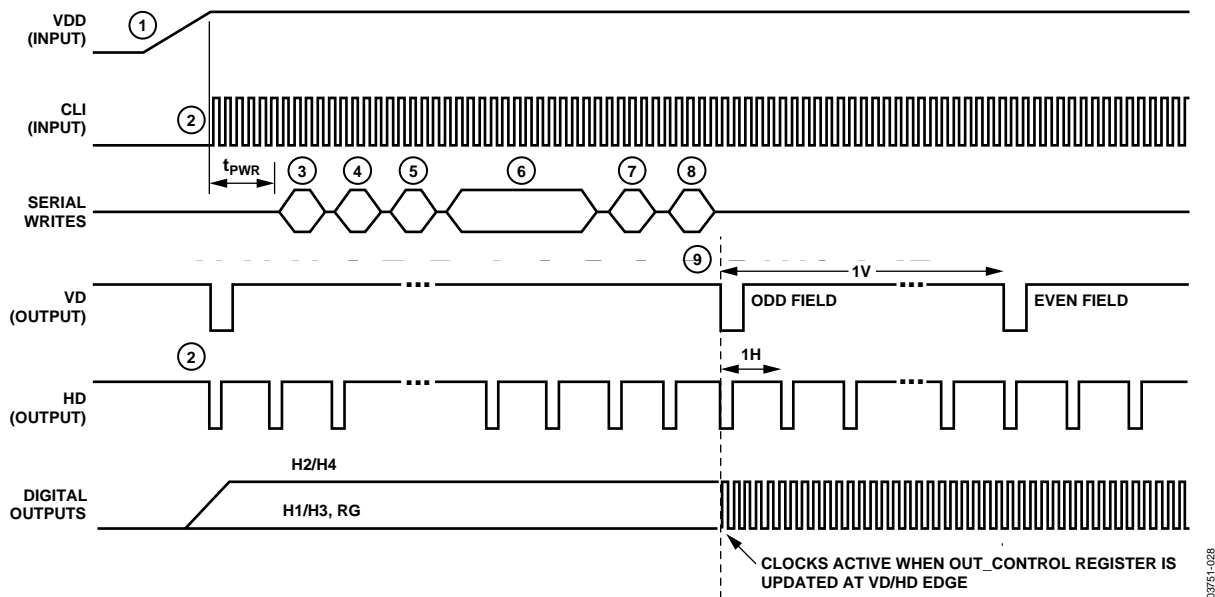 VDD
(INPUT)
1
CLI
(INPUT)
2
tPWR
3
4
5
6
7
8
SERIAL
WRITES
9
1V
VD
(OUTPUT)
ODD FIELD
EVEN FIELD
2
1H
HD
(OUTPUT)
H2/H4
DIGITAL
OUTPUTS
H1/H3, RG
CLOCKS ACTIVE WHEN OUT_CONTROL REGISTER IS
UPDATED AT VD/HD EDGE
03751-028